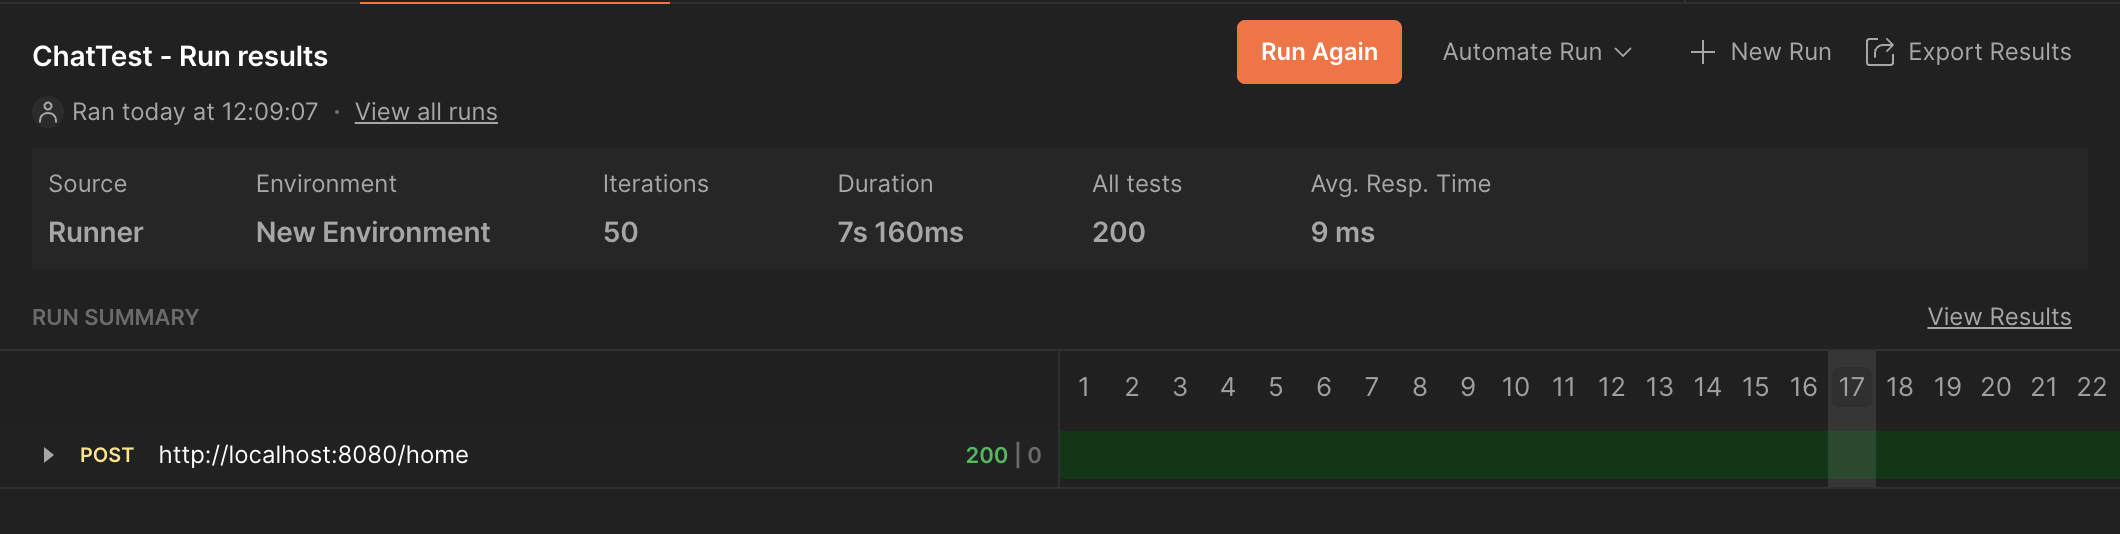 ChatTest - Run results
Run Again
Automate Run
New Run
Export Results
Ran today at 12:09:07 · View all runs
Source Environment Iterations Duration All tests Avg. Resp. Time
Runner New Environment 50 7s 160ms 200 9 ms
RUN SUMMARY
View Results
1 2 3 4 5 6 7 8 9 10 11 12 13 14 15 16 17 18 19 20 21 22
POST http://localhost:8080/home 200 | 0